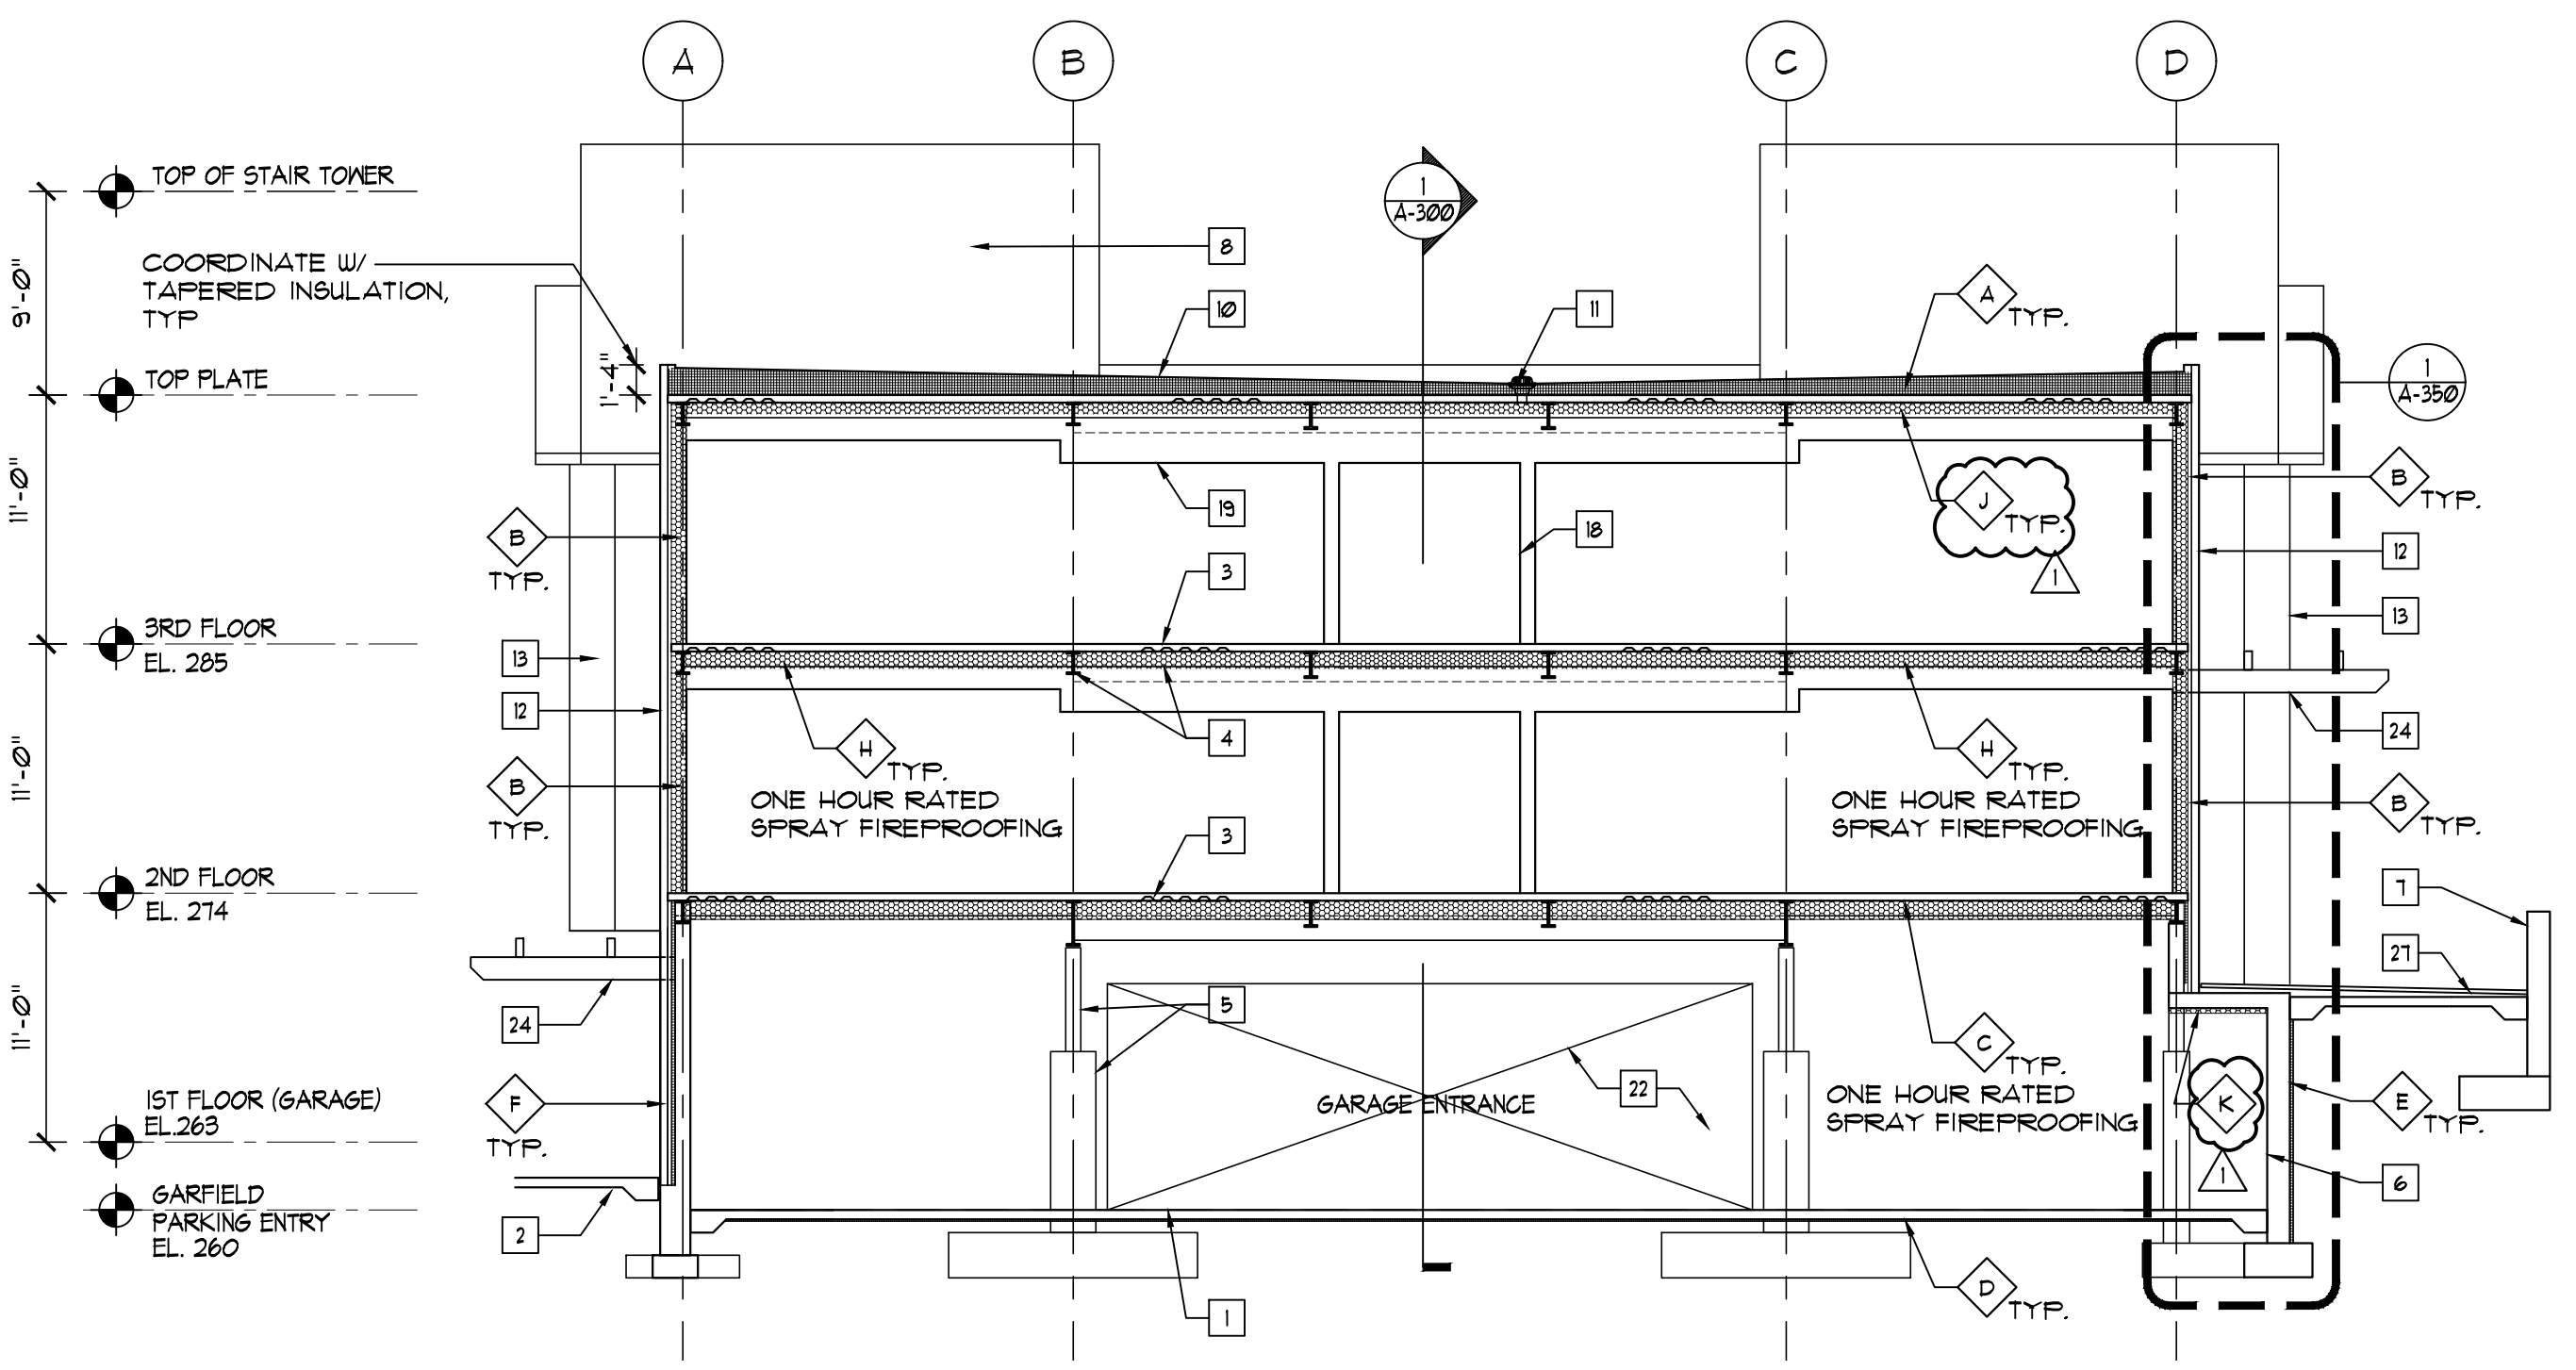 A
B
C
D
TOP OF STAIR TOWER
1
A-300
8
COORDINATE W/
TAPERED INSULATION,
TYP
9'-0"
10
11
A
TYP.
1'-4"
TOP PLATE
1
A-350
11'-0"
19
18
J
TYP.
1
B
TYP.
B
TYP.
12
3
13
3RD FLOOR
EL. 285
13
12
4
24
H
TYP.
ONE HOUR RATED
SPRAY FIREPROOFING
H
TYP.
ONE HOUR RATED
SPRAY FIREPROOFING
11'-0"
B
TYP.
B
TYP.
3
2ND FLOOR
EL. 274
7
27
11'-0"
24
5
C
TYP.
ONE HOUR RATED
SPRAY FIREPROOFING
22
GARAGE ENTRANCE
1ST FLOOR (GARAGE)
EL.263
F
TYP.
K
1
E
TYP.
6
GARFIELD
PARKING ENTRY
EL. 260
2
1
D
TYP.